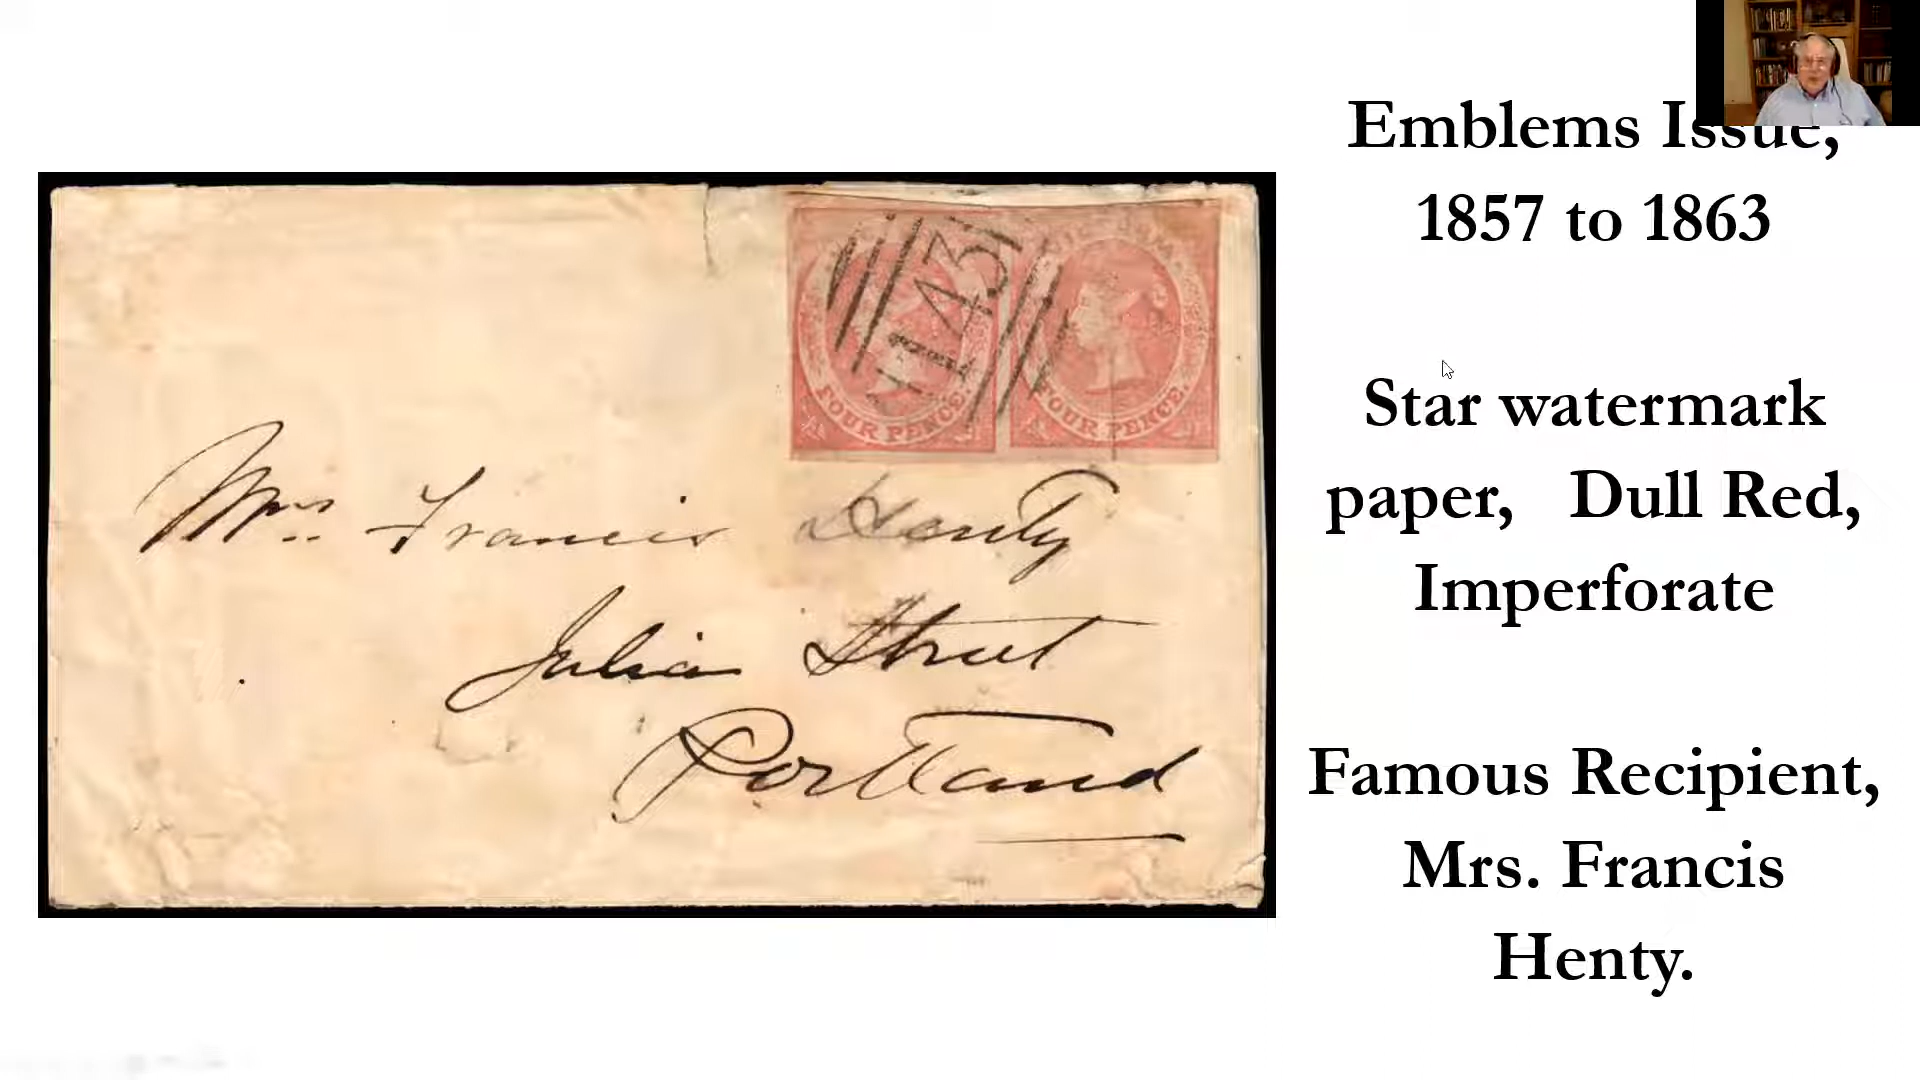 Emblems Issue,
1857 to 1863
Star watermark
paper, Dull Red,
Imperforate
Famous Recipient,
Mrs. Francis
Henty.
143
FOUR PENCE
FOUR PENCE
Mrs. Francis Henty
Julia Street
Portland